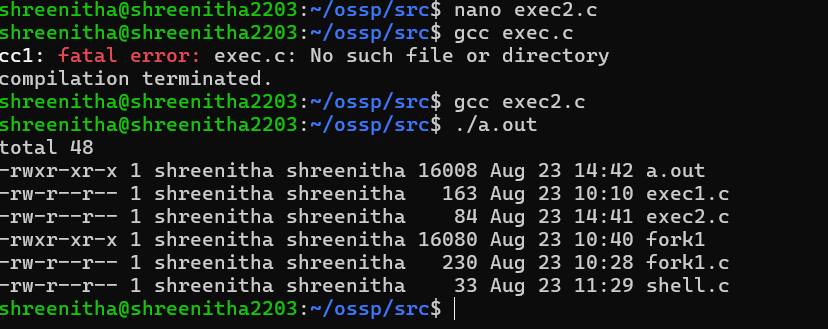 shreenitha@shreenitha2203:~/ossp/src$ nano exec2.c
shreenitha@shreenitha2203:~/ossp/src$ gcc exec.c
cc1: fatal error: exec.c: No such file or directory
compilation terminated.
shreenitha@shreenitha2203:~/ossp/src$ gcc exec2.c
shreenitha@shreenitha2203:~/ossp/src$ ./a.out
total 48
-rwxr-xr-x 1 shreenitha shreenitha 16008 Aug 23 14:42 a.out
-rw-r--r-- 1 shreenitha shreenitha   163 Aug 23 10:10 exec1.c
-rw-r--r-- 1 shreenitha shreenitha    84 Aug 23 14:41 exec2.c
-rwxr-xr-x 1 shreenitha shreenitha 16080 Aug 23 10:40 fork1
-rw-r--r-- 1 shreenitha shreenitha   230 Aug 23 10:28 fork1.c
-rw-r--r-- 1 shreenitha shreenitha    33 Aug 23 11:29 shell.c
shreenitha@shreenitha2203:~/ossp/src$